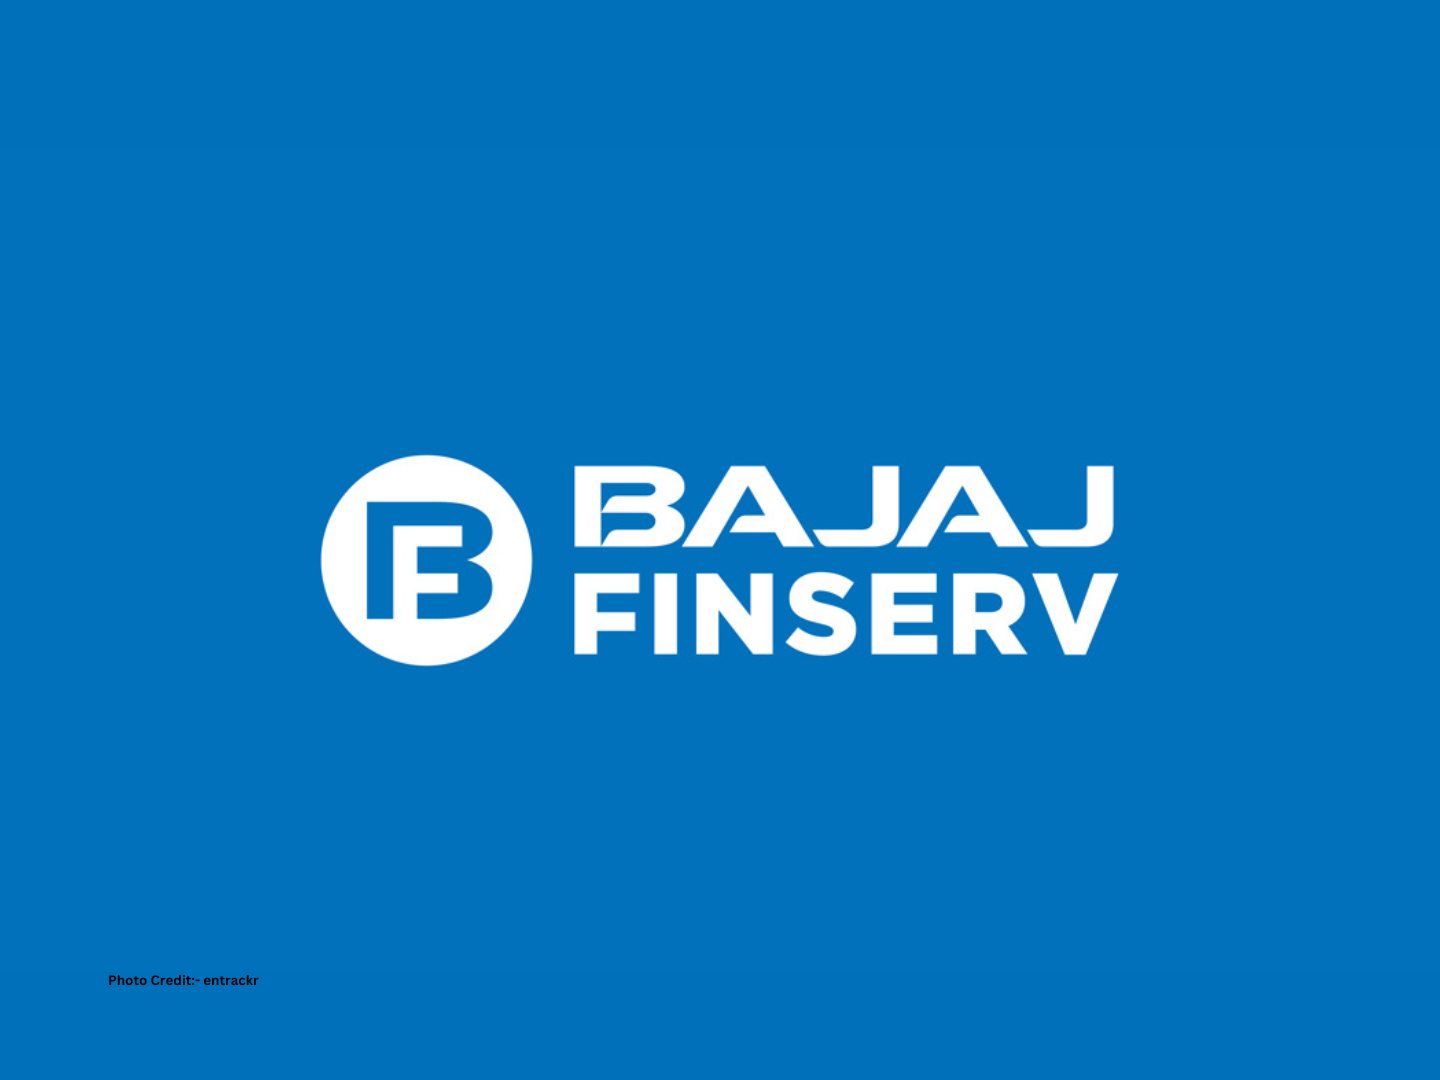 BAJAJ
FINSERV
Photo Credit:- entrackr